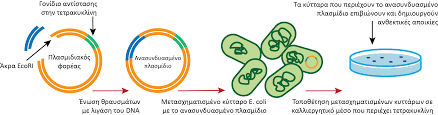 Γονίδιο αντίστασης
στην τετρακυκλίνη
Άκρα EcoRI
Πλασμιδιακός
φορέας
Ένωση θραυσμάτων
με λιγάση του DNA
Ανασυνδυασμένο
πλασμίδιο
Μετασχηματισμένο κύτταρο E. coli
με το ανασυνδυασμένο πλασμίδιο
Τα κύτταρα που περιέχουν το ανασυνδυασμένο
πλασμίδιο επιβιώνουν και δημιουργούν
ανθεκτικές αποικίες
Τοποθέτηση μετασχηματισμένων κυττάρων σε
καλλιεργητικό μέσο που περιέχει τετρακυκλίνη